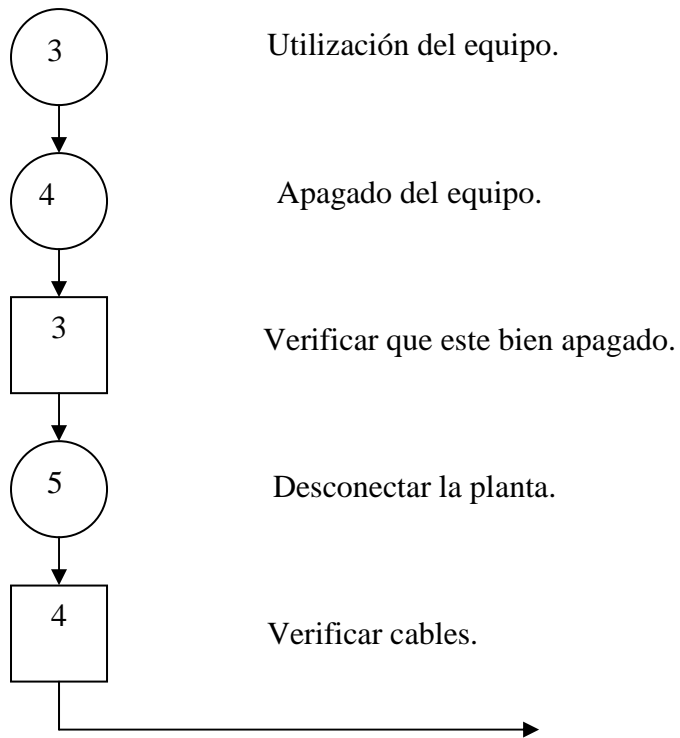 3 Utilización del equipo.
4 Apagado del equipo.
3 Verificar que este bien apagado.
5 Desconectar la planta.
4 Verificar cables.